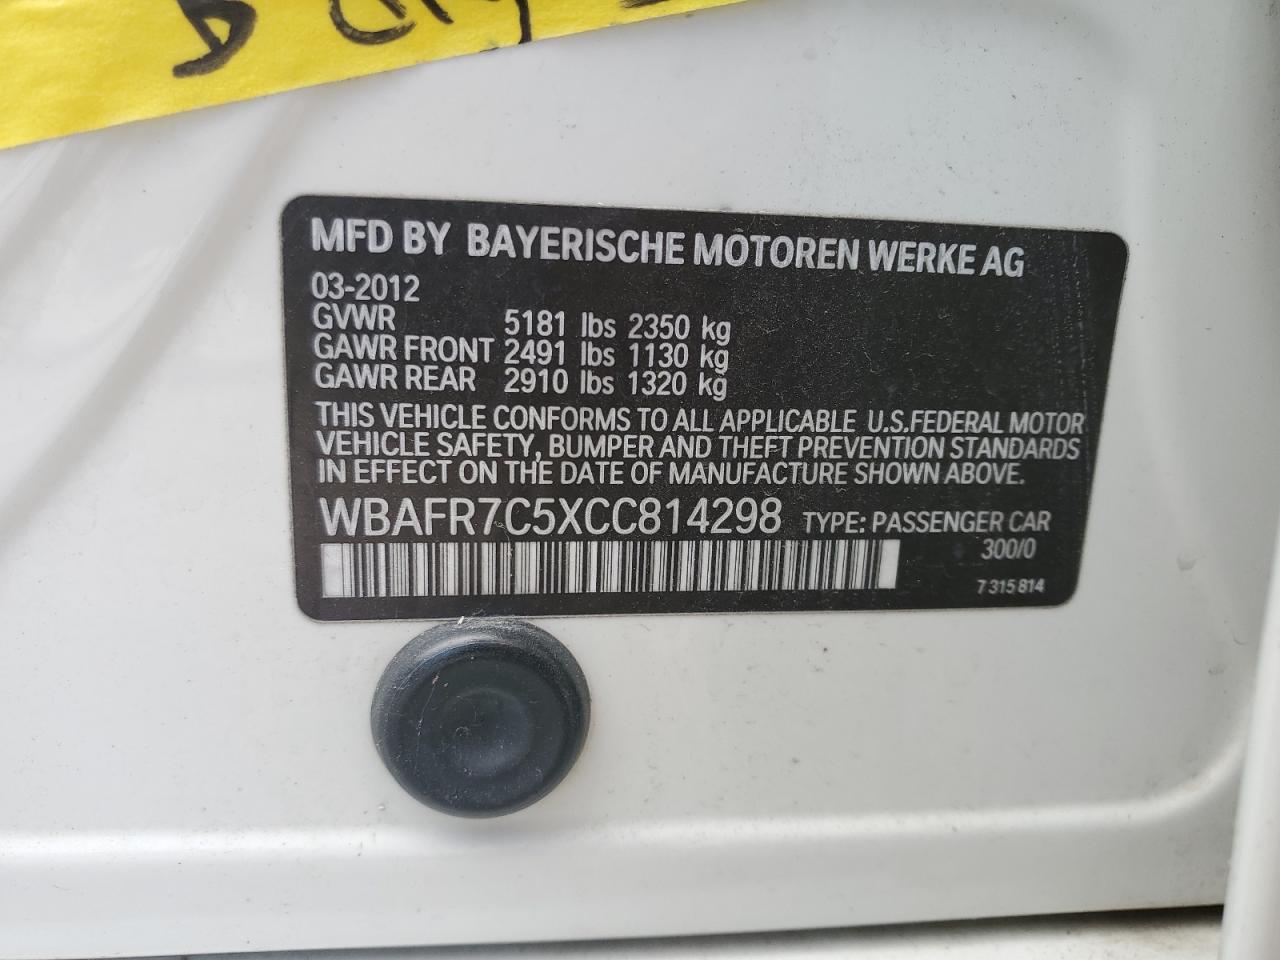 MFD BY BAYERISCHE MOTOREN WERKE AG
03-2012
GVWR 5181 lbs 2350 kg
GAWR FRONT 2491 lbs 1130 kg
GAWR REAR 2910 lbs 1320 kg
THIS VEHICLE CONFORMS TO ALL APPLICABLE U.S.FEDERAL MOTOR
VEHICLE SAFETY, BUMPER AND THEFT PREVENTION STANDARDS
IN EFFECT ON THE DATE OF MANUFACTURE SHOWN ABOVE.
WBAFR7C5XCC814298 TYPE: PASSENGER CAR
300/0
7 315 814